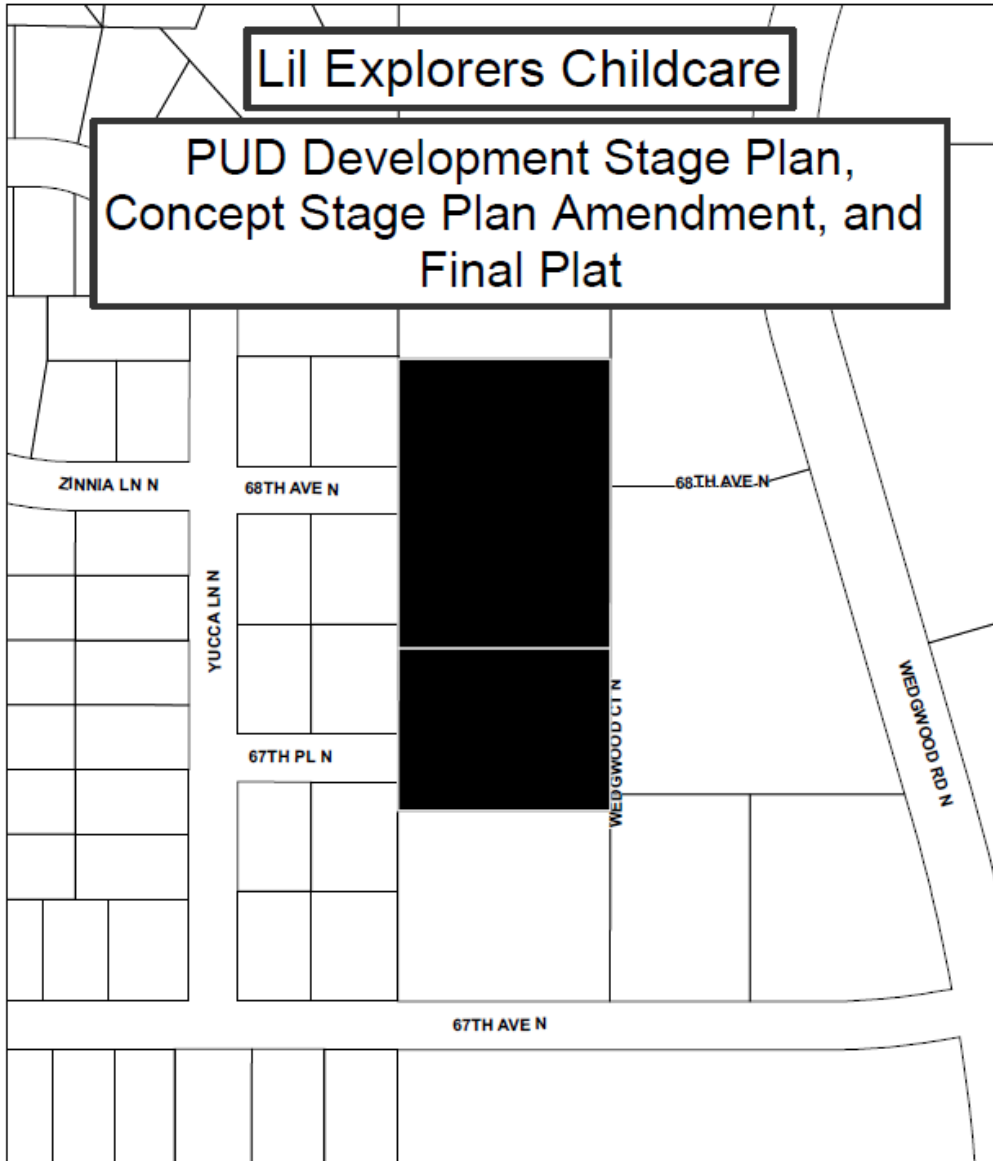 Lil Explorers Childcare
PUD Development Stage Plan,
Concept Stage Plan Amendment, and
Final Plat
ZINNIA LN N
68TH AVE N
68TH AVE N
YUCCA LN N
67TH PL N
WEDGWOOD CT N
WEDGWOOD RD N
67TH AVE N